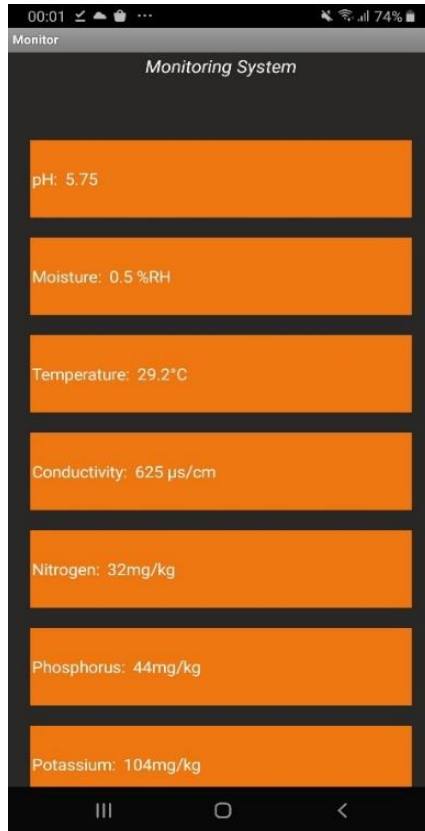 00:01
74%
Monitor
Monitoring System
pH: 5.75
Moisture: 0.5 %RH
Temperature: 29.2°C
Conductivity: 625 µs/cm
Nitrogen: 32mg/kg
Phosphorus: 44mg/kg
Potassium: 104mg/kg